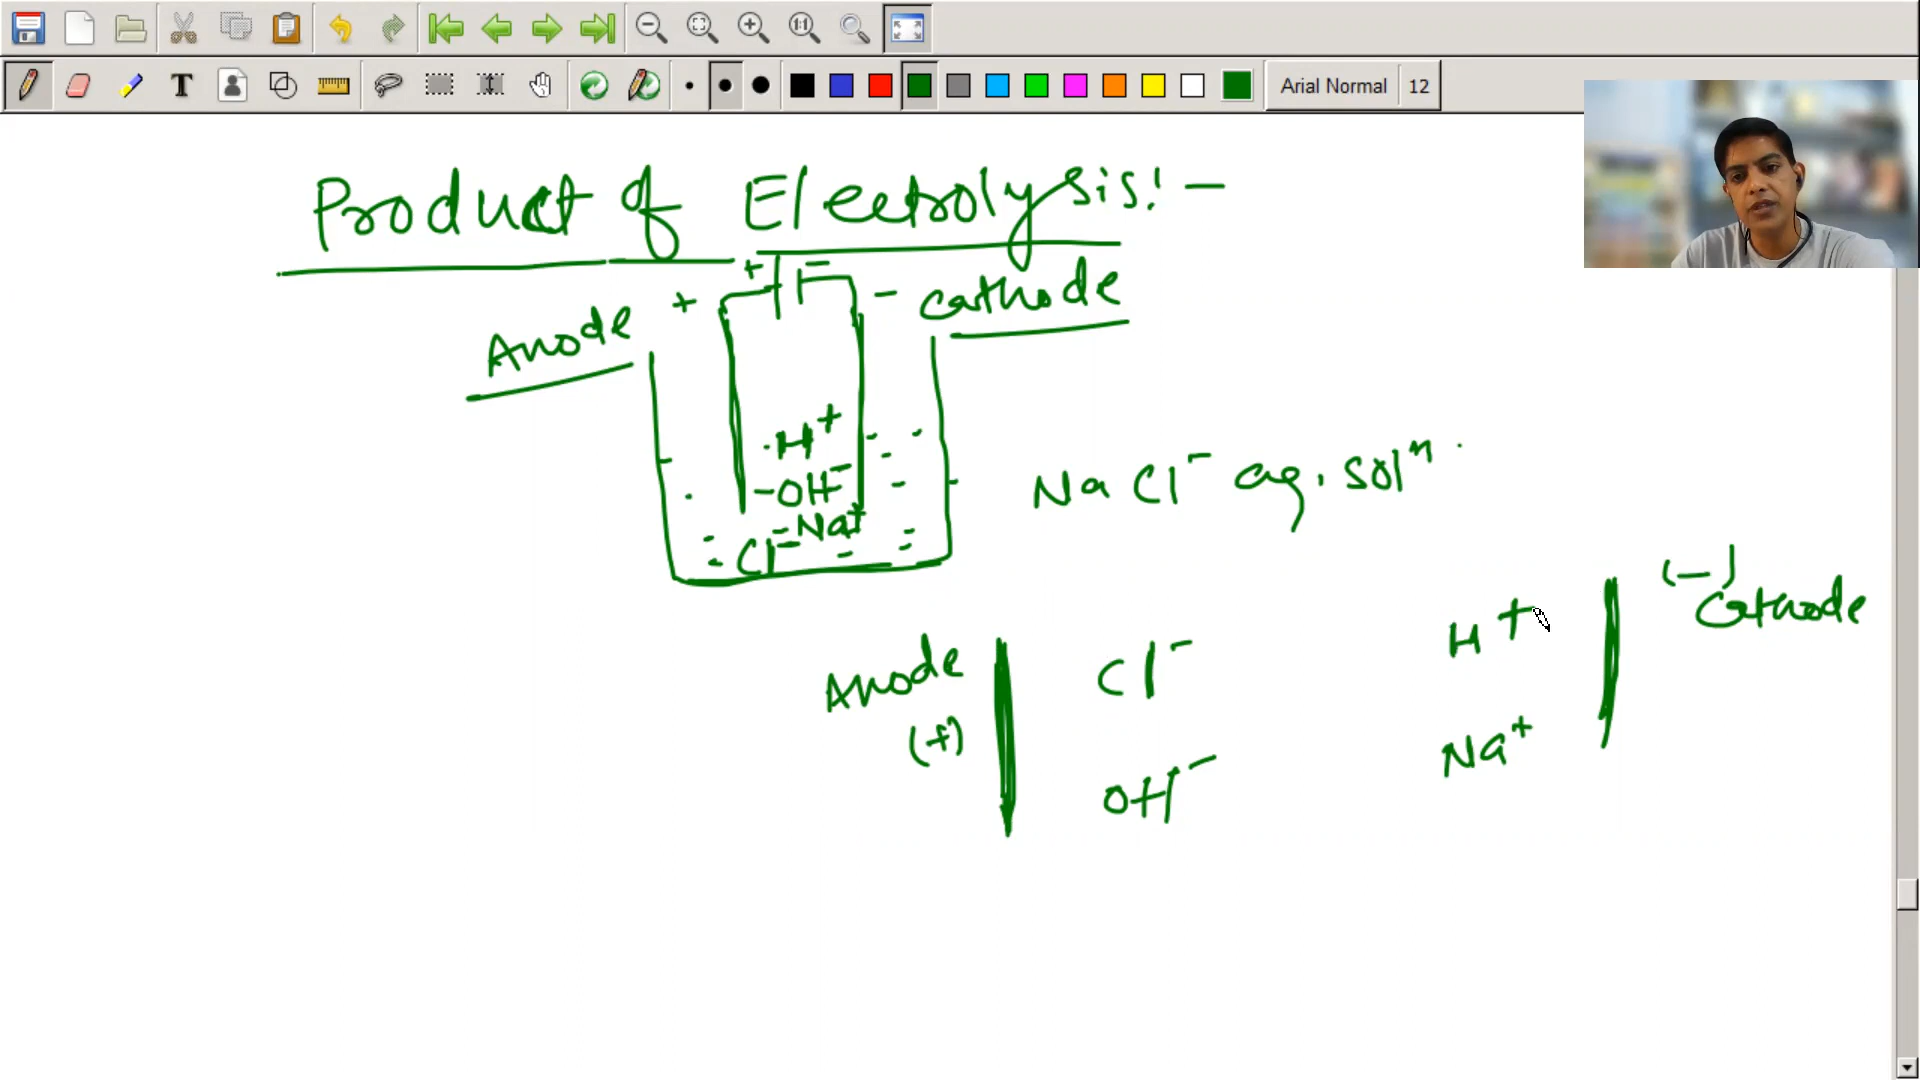 Arial Normal 12
Product of Electrolysis:-
+ -
Anode + - Cathode
H+
-OH-
Na+
Cl-
NaCl- aq. soln.
(-)
Cathode
Anode Cl- H+
(+)
OH- Na+